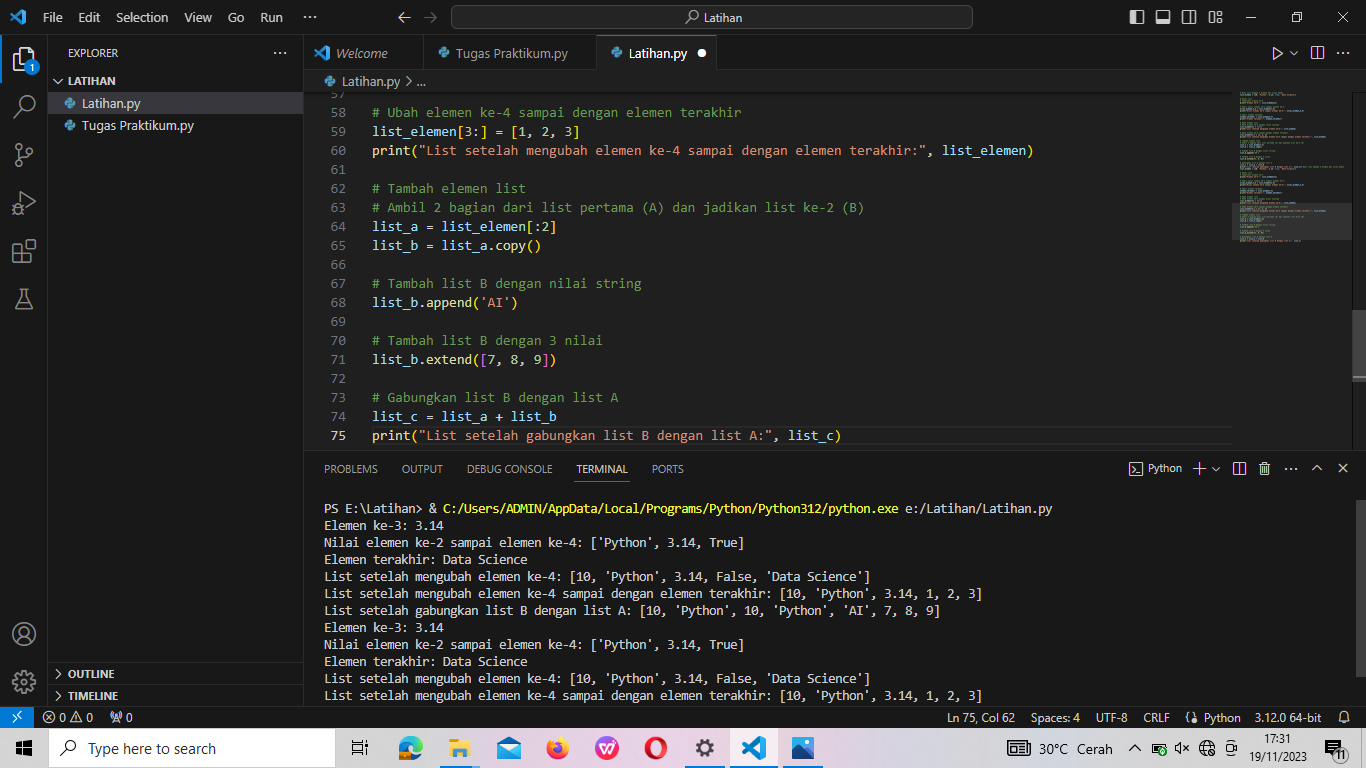 File Edit Selection View Go Run ··· Latihan
EXPLORER ···
LATIHAN
Latihan.py
Tugas Praktikum.py
OUTLINE
TIMELINE
Welcome Tugas Praktikum.py Latihan.py
Latihan.py > ...
57
58 # Ubah elemen ke-4 sampai dengan elemen terakhir
59 list_elemen[3:] = [1, 2, 3]
60 print("List setelah mengubah elemen ke-4 sampai dengan elemen terakhir:", list_elemen)
61
62 # Tambah elemen list
63 # Ambil 2 bagian dari list pertama (A) dan jadikan list ke-2 (B)
64 list_a = list_elemen[:2]
65 list_b = list_a.copy()
66
67 # Tambah list B dengan nilai string
68 list_b.append('AI')
69
70 # Tambah list B dengan 3 nilai
71 list_b.extend([7, 8, 9])
72
73 # Gabungkan list B dengan list A
74 list_c = list_a + list_b
75 print("List setelah gabungkan list B dengan list A:", list_c)
PROBLEMS OUTPUT DEBUG CONSOLE TERMINAL PORTS Python
PS E:\Latihan> & C:/Users/ADMIN/AppData/Local/Programs/Python/Python312/python.exe e:/Latihan/Latihan.py
Elemen ke-3: 3.14
Nilai elemen ke-2 sampai elemen ke-4: ['Python', 3.14, True]
Elemen terakhir: Data Science
List setelah mengubah elemen ke-4: [10, 'Python', 3.14, False, 'Data Science']
List setelah mengubah elemen ke-4 sampai dengan elemen terakhir: [10, 'Python', 3.14, 1, 2, 3]
List setelah gabungkan list B dengan list A: [10, 'Python', 10, 'Python', 'AI', 7, 8, 9]
Elemen ke-3: 3.14
Nilai elemen ke-2 sampai elemen ke-4: ['Python', 3.14, True]
Elemen terakhir: Data Science
List setelah mengubah elemen ke-4: [10, 'Python', 3.14, False, 'Data Science']
List setelah mengubah elemen ke-4 sampai dengan elemen terakhir: [10, 'Python', 3.14, 1, 2, 3]
1
0 0 0 Ln 75, Col 62 Spaces: 4 UTF-8 CRLF Python 3.12.0 64-bit
Type here to search 30°C Cerah 17:31
19/11/2023 11